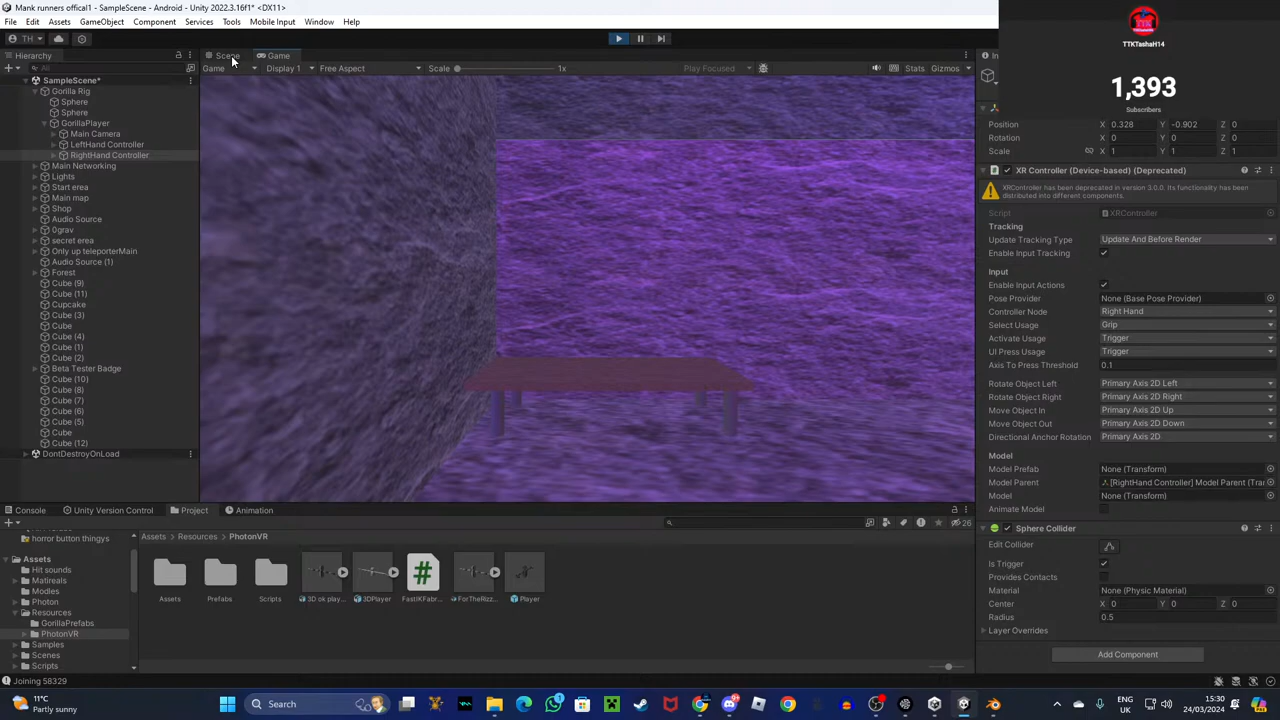 Mank runners offical1 - SampleScene - Android - Unity 2022.3.16f1* <DX11>
File Edit Assets GameObject Component Services Tools Mobile Input Window Help
TH
Hierarchy
Scene Game
Game Display 1 Free Aspect Scale 1x Play Focused Stats Gizmos
All
SampleScene*
Gorilla Rig
Sphere
Sphere
GorillaPlayer
Main Camera
LeftHand Controller
RightHand Controller
Main Networking
Lights
Start erea
Main map
Shop
Audio Source
0grav
secret erea
Only up teleporterMain
Audio Source (1)
Forest
Cube (9)
Cube (11)
Cupcake
Cube (3)
Cube
Cube (4)
Cube (1)
Cube (2)
Beta Tester Badge
Cube (10)
Cube (8)
Cube (7)
Cube (6)
Cube (5)
Cube
Cube (12)
DontDestroyOnLoad
TTKTashaH14
1,393
Subscribers
Position X 0.328 Y -0.902 Z 0
Rotation X 0 Y 0 Z 0
Scale X 1 Y 1 Z 1
XR Controller (Device-based) (Deprecated)
XRController has been deprecated in version 3.0.0. Its functionality has been
distributed into different components.
Script XRController
Tracking
Update Tracking Type Update And Before Render
Enable Input Tracking
Input
Enable Input Actions
Pose Provider None (Base Pose Provider)
Controller Node Right Hand
Select Usage Grip
Activate Usage Trigger
UI Press Usage Trigger
Axis To Press Threshold 0.1
Rotate Object Left Primary Axis 2D Left
Rotate Object Right Primary Axis 2D Right
Move Object In Primary Axis 2D Up
Move Object Out Primary Axis 2D Down
Directional Anchor Rotation Primary Axis 2D
Model
Model Prefab None (Transform)
Model Parent [RightHand Controller] Model Parent (Tra
Model None (Transform)
Animate Model
Sphere Collider
Edit Collider
Is Trigger
Provides Contacts
Material None (Physic Material)
Center X 0 Y 0 Z 0
Radius 0.5
Layer Overrides
Add Component
Console Unity Version Control Project Animation
26
horror button thingys
Assets
Hit sounds
Matireals
Modles
Photon
Resources
GorillaPrefabs
PhotonVR
Samples
Scenes
Scripts
Assets > Resources > PhotonVR
Assets Prefabs Scripts 3D ok play... 3DPlayer FastIKFabr... ForTheRizz... Player
Joining 58329
11°C
Partly sunny
Search
ENG
UK
15:30
24/03/2024